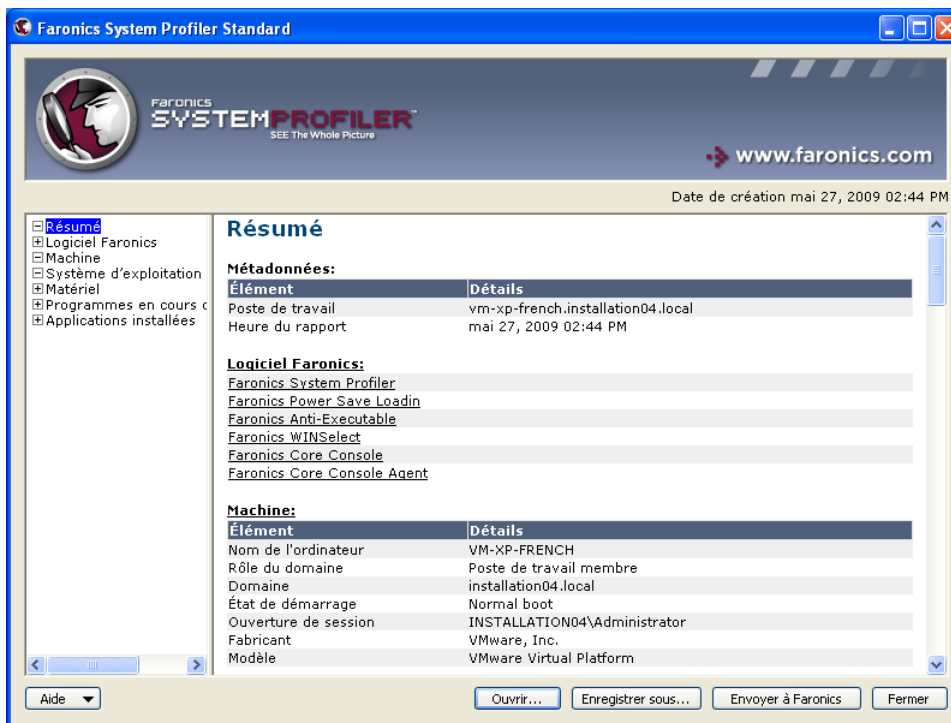 Faronics System Profiler Standard
Faronics
SYSTEMPROFILER™
SEE The Whole Picture
www.faronics.com
Date de création mai 27, 2009 02:44 PM
Résumé
Logiciel Faronics
Machine
Système d'exploitation
Matériel
Programmes en cours
Applications installées
Résumé
Métadonnées:
Élément Détails
Poste de travail vm-xp-french.installation04.local
Heure du rapport mai 27, 2009 02:44 PM
Logiciel Faronics:
Faronics System Profiler
Faronics Power Save Loadin
Faronics Anti-Executable
Faronics WINSelect
Faronics Core Console
Faronics Core Console Agent
Machine:
Élément Détails
Nom de l'ordinateur VM-XP-FRENCH
Rôle du domaine Poste de travail membre
Domaine installation04.local
État de démarrage Normal boot
Ouverture de session INSTALLATION04\Administrator
Fabricant VMware, Inc.
Modèle VMware Virtual Platform
Aide Ouvrir... Enregistrer sous... Envoyer à Faronics Fermer